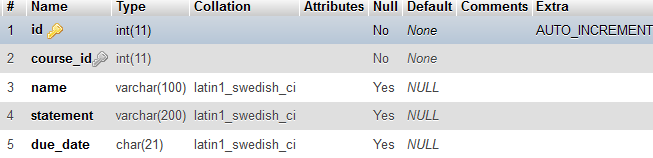 # Name Type Collation Attributes Null Default Comments Extra
1 id int(11) No None AUTO_INCREMENT
2 course_id int(11) No None
3 name varchar(100) latin1_swedish_ci Yes NULL
4 statement varchar(200) latin1_swedish_ci Yes NULL
5 due_date char(21) latin1_swedish_ci Yes NULL